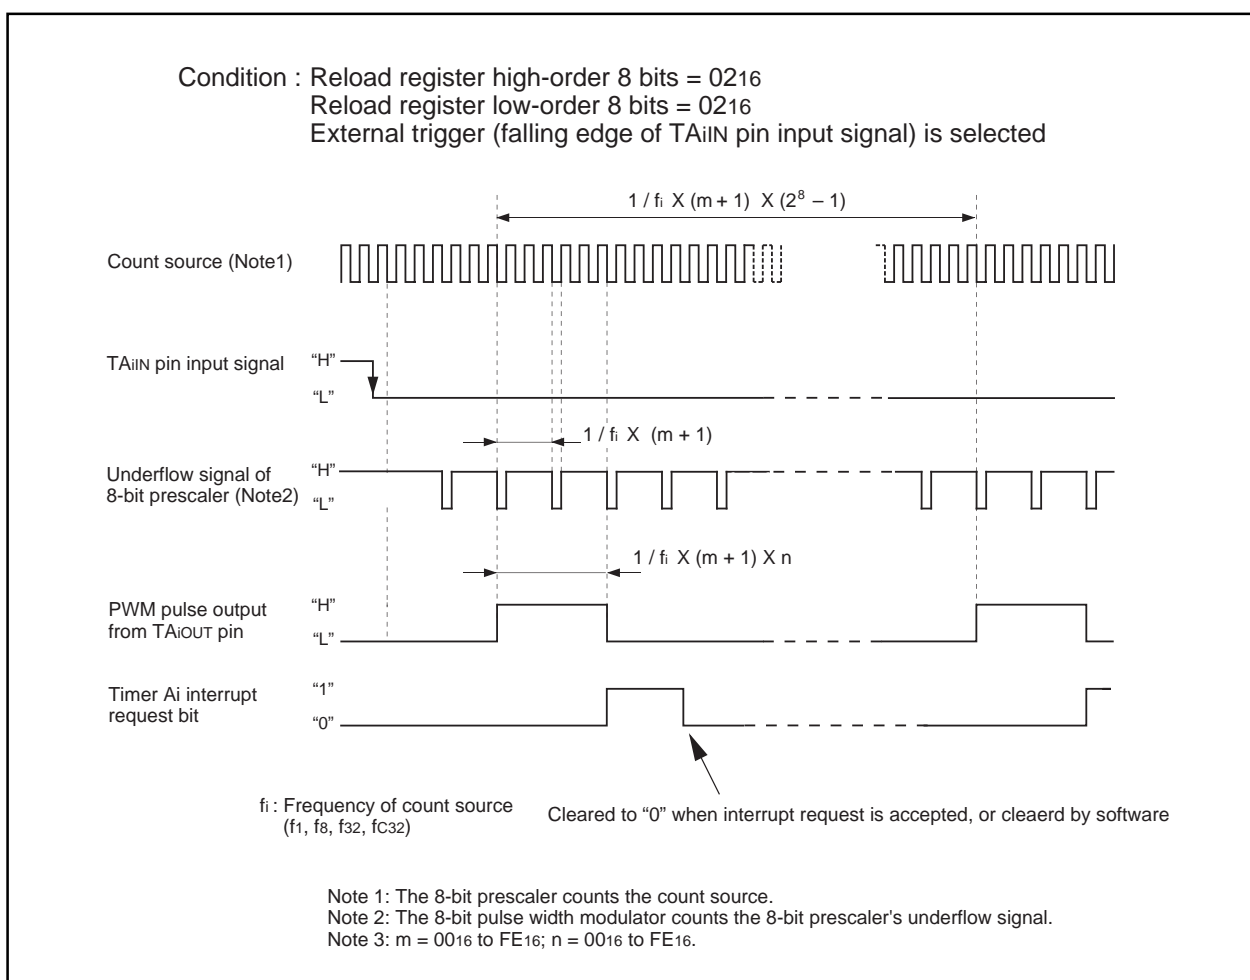 Condition : Reload register high-order 8 bits = 0216
Reload register low-order 8 bits = 0216
External trigger (falling edge of TAiIN pin input signal) is selected
1 / fi X (m + 1) X (2⁸ – 1)
Count source (Note1)
TAiIN pin input signal
“H”
“L”
1 / fi X (m + 1)
Underflow signal of
8-bit prescaler (Note2)
“H”
“L”
1 / fi X (m + 1) X n
PWM pulse output
from TAiOUT pin
“H”
“L”
Timer Ai interrupt
request bit
“1”
“0”
fi : Frequency of count source
(f1, f8, f32, fC32)
Cleared to “0” when interrupt request is accepted, or cleaerd by software
Note 1: The 8-bit prescaler counts the count source.
Note 2: The 8-bit pulse width modulator counts the 8-bit prescaler's underflow signal.
Note 3: m = 0016 to FE16; n = 0016 to FE16.